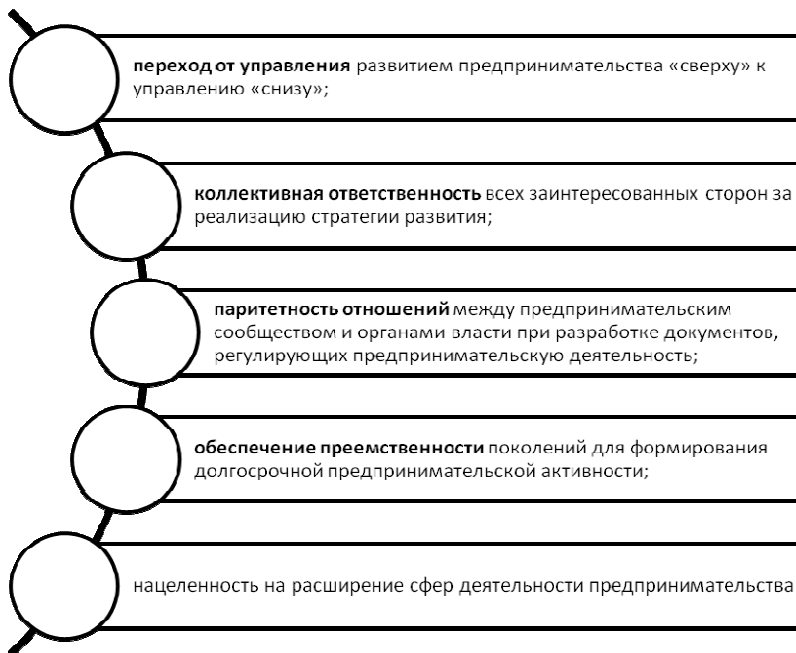 переход от управления развитием предпринимательства «сверху» к
управлению «снизу»;
коллективная ответственность всех заинтересованных сторон за
реализацию стратегии развития;
паритетность отношений между предпринимательским
сообществом и органами власти при разработке документов,
регулирующих предпринимательскую деятельность;
обеспечение преемственности поколений для формирования
долгосрочной предпринимательской активности;
нацеленность на расширение сфер деятельности предпринимательства